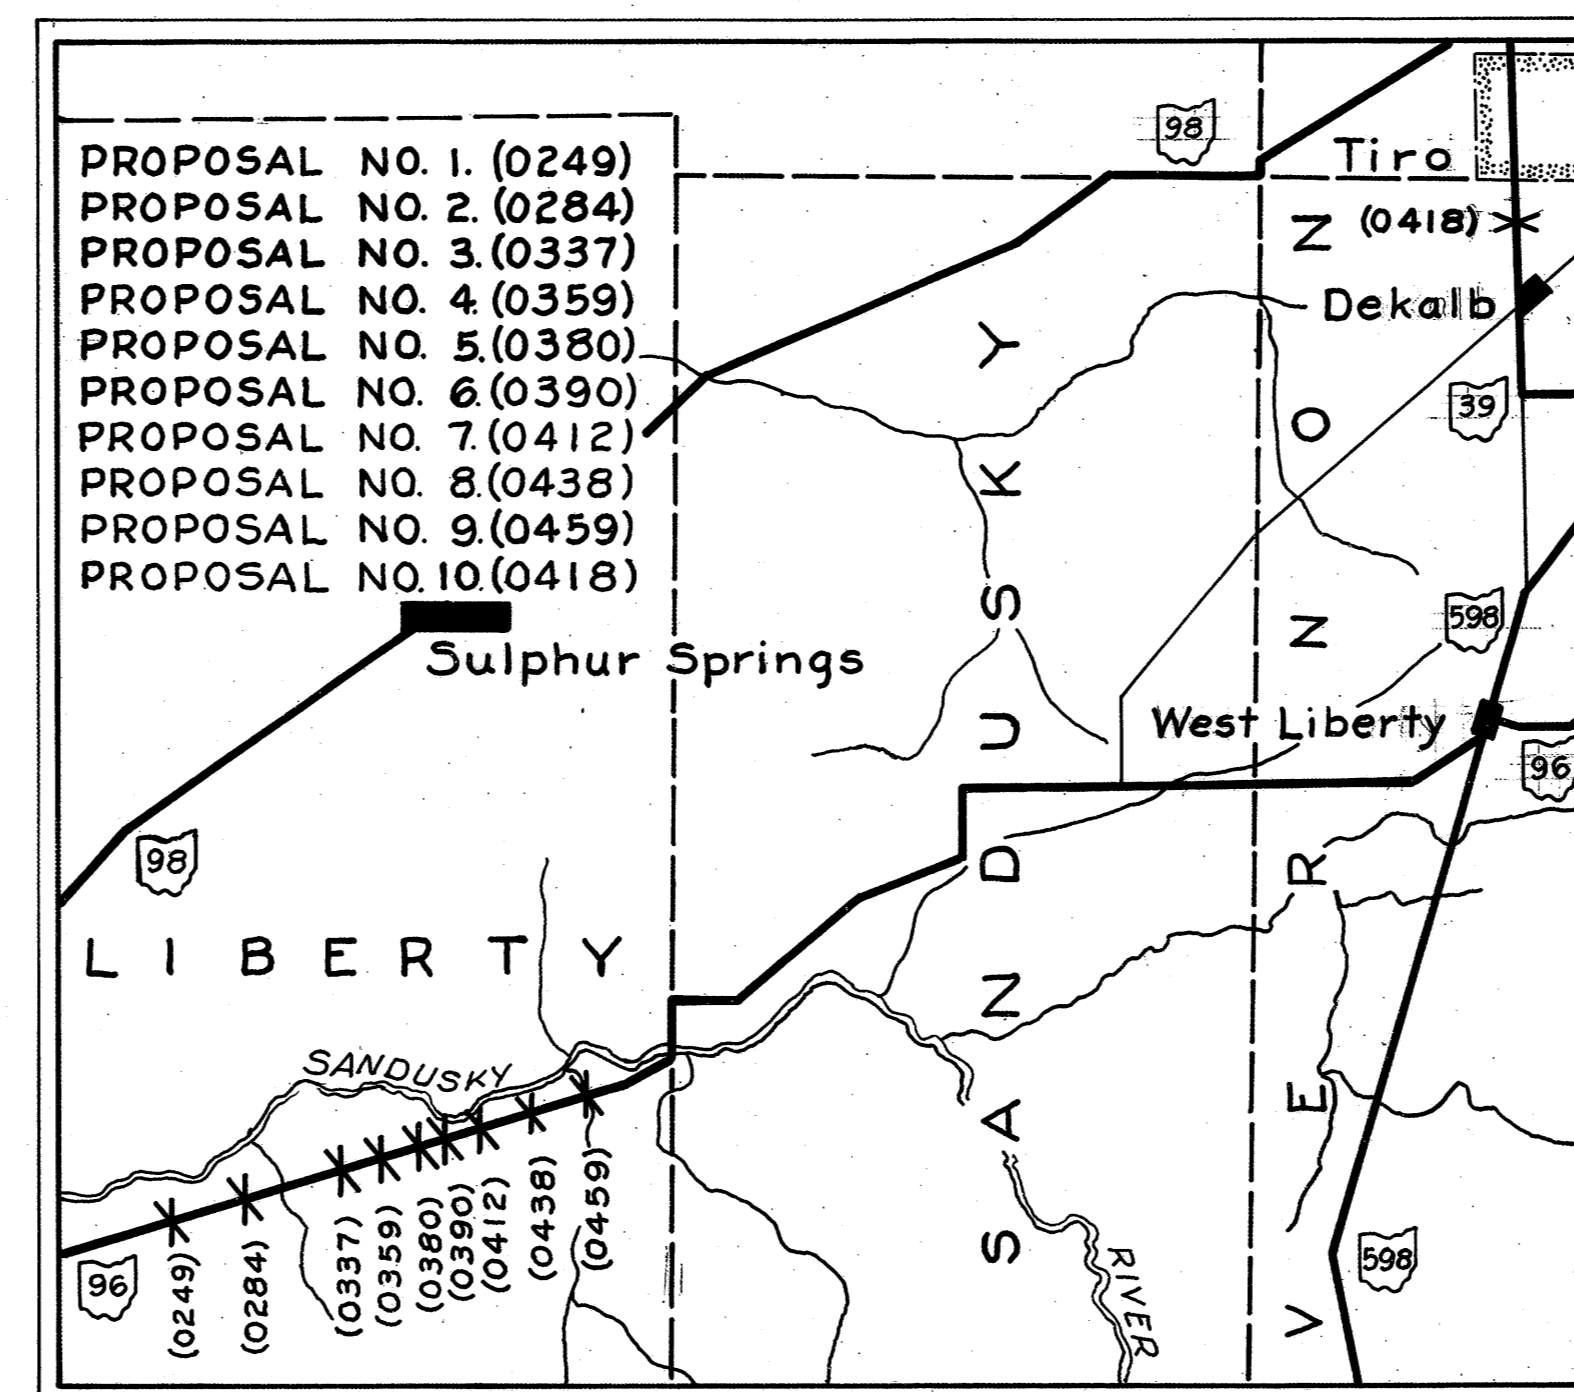 PROPOSAL NO. 1. (0249)
PROPOSAL NO. 2. (0284)
PROPOSAL NO. 3. (0337)
PROPOSAL NO. 4. (0359)
PROPOSAL NO. 5. (0380)
PROPOSAL NO. 6. (0390)
PROPOSAL NO. 7. (0412)
PROPOSAL NO. 8. (0438)
PROPOSAL NO. 9. (0459)
PROPOSAL NO. 10. (0418)
98
Tiro
(0418)
Dekalb
39
598
Sulphur Springs
West Liberty
96
98
LIBERTY
SANDUSKY
VERNON
SANDUSKY
RIVER
598
96
(0249)
(0284)
(0337)
(0359)
(0380)
(0390)
(0412)
(0438)
(0459)